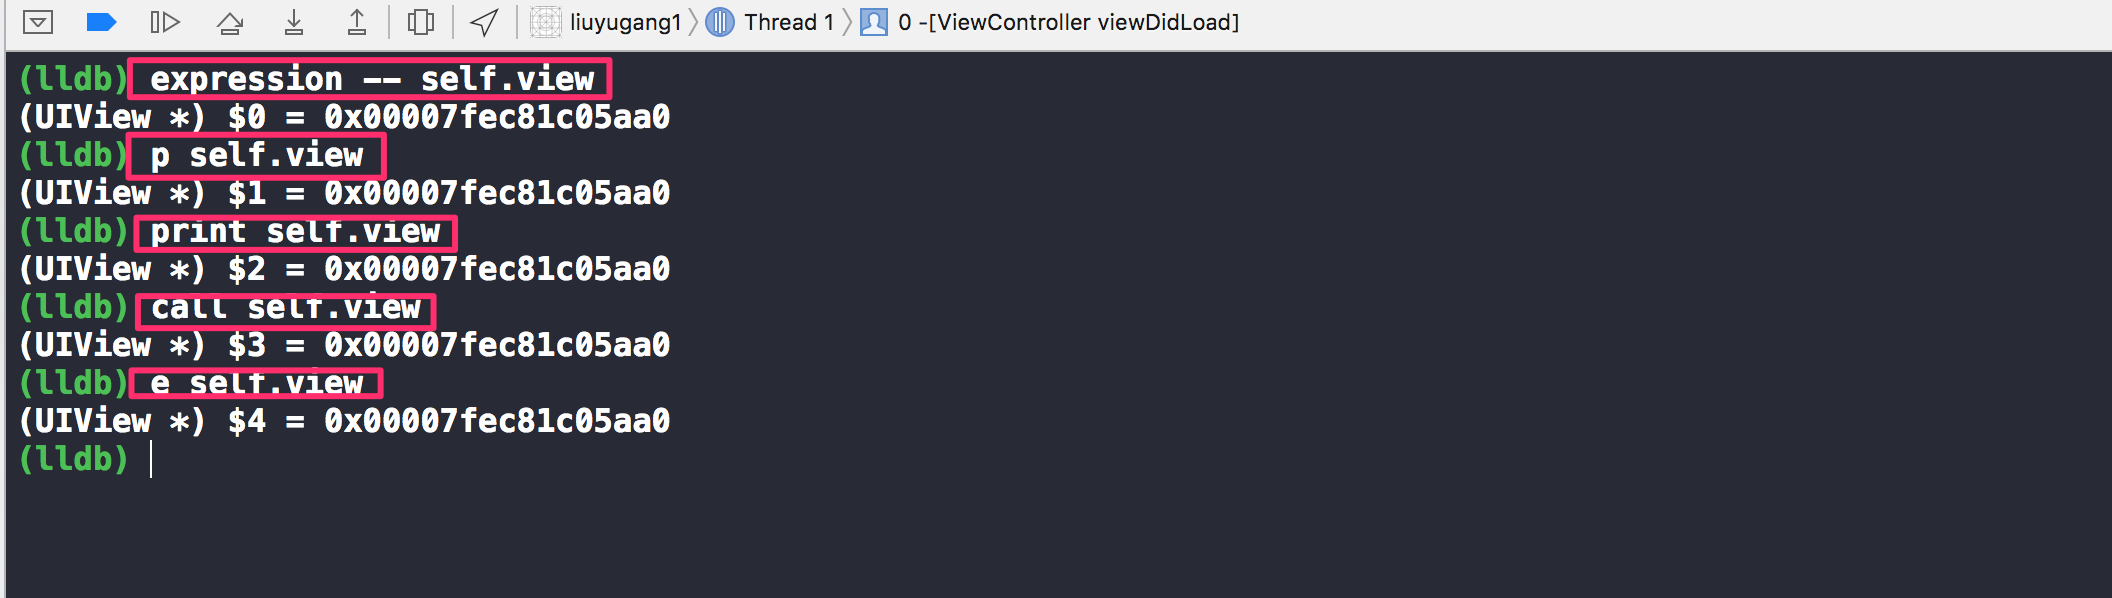 liuyugang1 Thread 1 0 -[ViewController viewDidLoad]
(lldb) expression -- self.view
(UIView *) $0 = 0x00007fec81c05aa0
(lldb) p self.view
(UIView *) $1 = 0x00007fec81c05aa0
(lldb) print self.view
(UIView *) $2 = 0x00007fec81c05aa0
(lldb) call self.view
(UIView *) $3 = 0x00007fec81c05aa0
(lldb) e self.view
(UIView *) $4 = 0x00007fec81c05aa0
(lldb)